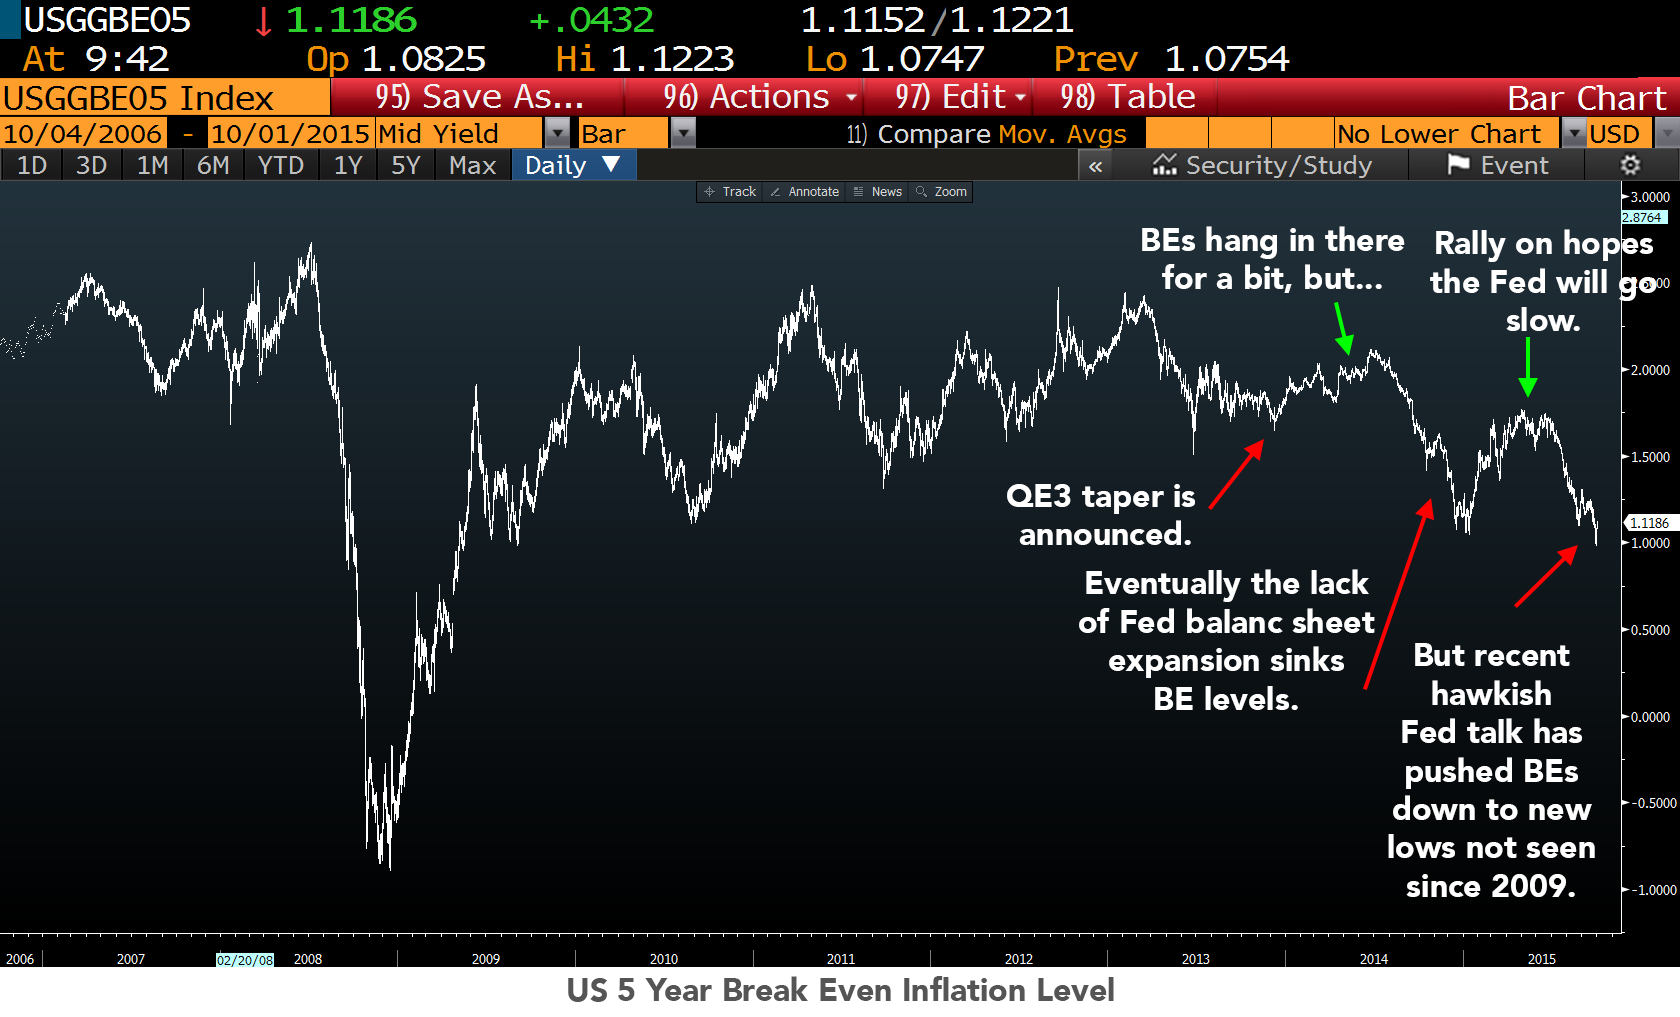 USGGBE05 ↓ 1.1186 +.0432 1.1152/1.1221
At 9:42 Op 1.0825 Hi 1.1223 Lo 1.0747 Prev 1.0754
USGGBE05 Index 95) Save As... 96) Actions 97) Edit 98) Table Bar Chart
10/04/2006 - 10/01/2015 Mid Yield Bar 11) Compare Mov. Avgs No Lower Chart USD
1D 3D 1M 6M YTD 1Y 5Y Max Daily ▼ « Security/Study Event
Track Annotate News Zoom
3.0000
2.8764
2.5000
2.0000
1.5000
1.1186
1.0000
0.5000
0.0000
-0.5000
-1.0000
BEs hang in there
for a bit, but...
Rally on hopes
the Fed will go
slow.
QE3 taper is
announced.
Eventually the lack
of Fed balanc sheet
expansion sinks
BE levels.
But recent
hawkish
Fed talk has
pushed BEs
down to new
lows not seen
since 2009.
2006 2007 02/20/08 2008 2009 2010 2011 2012 2013 2014 2015
US 5 Year Break Even Inflation Level